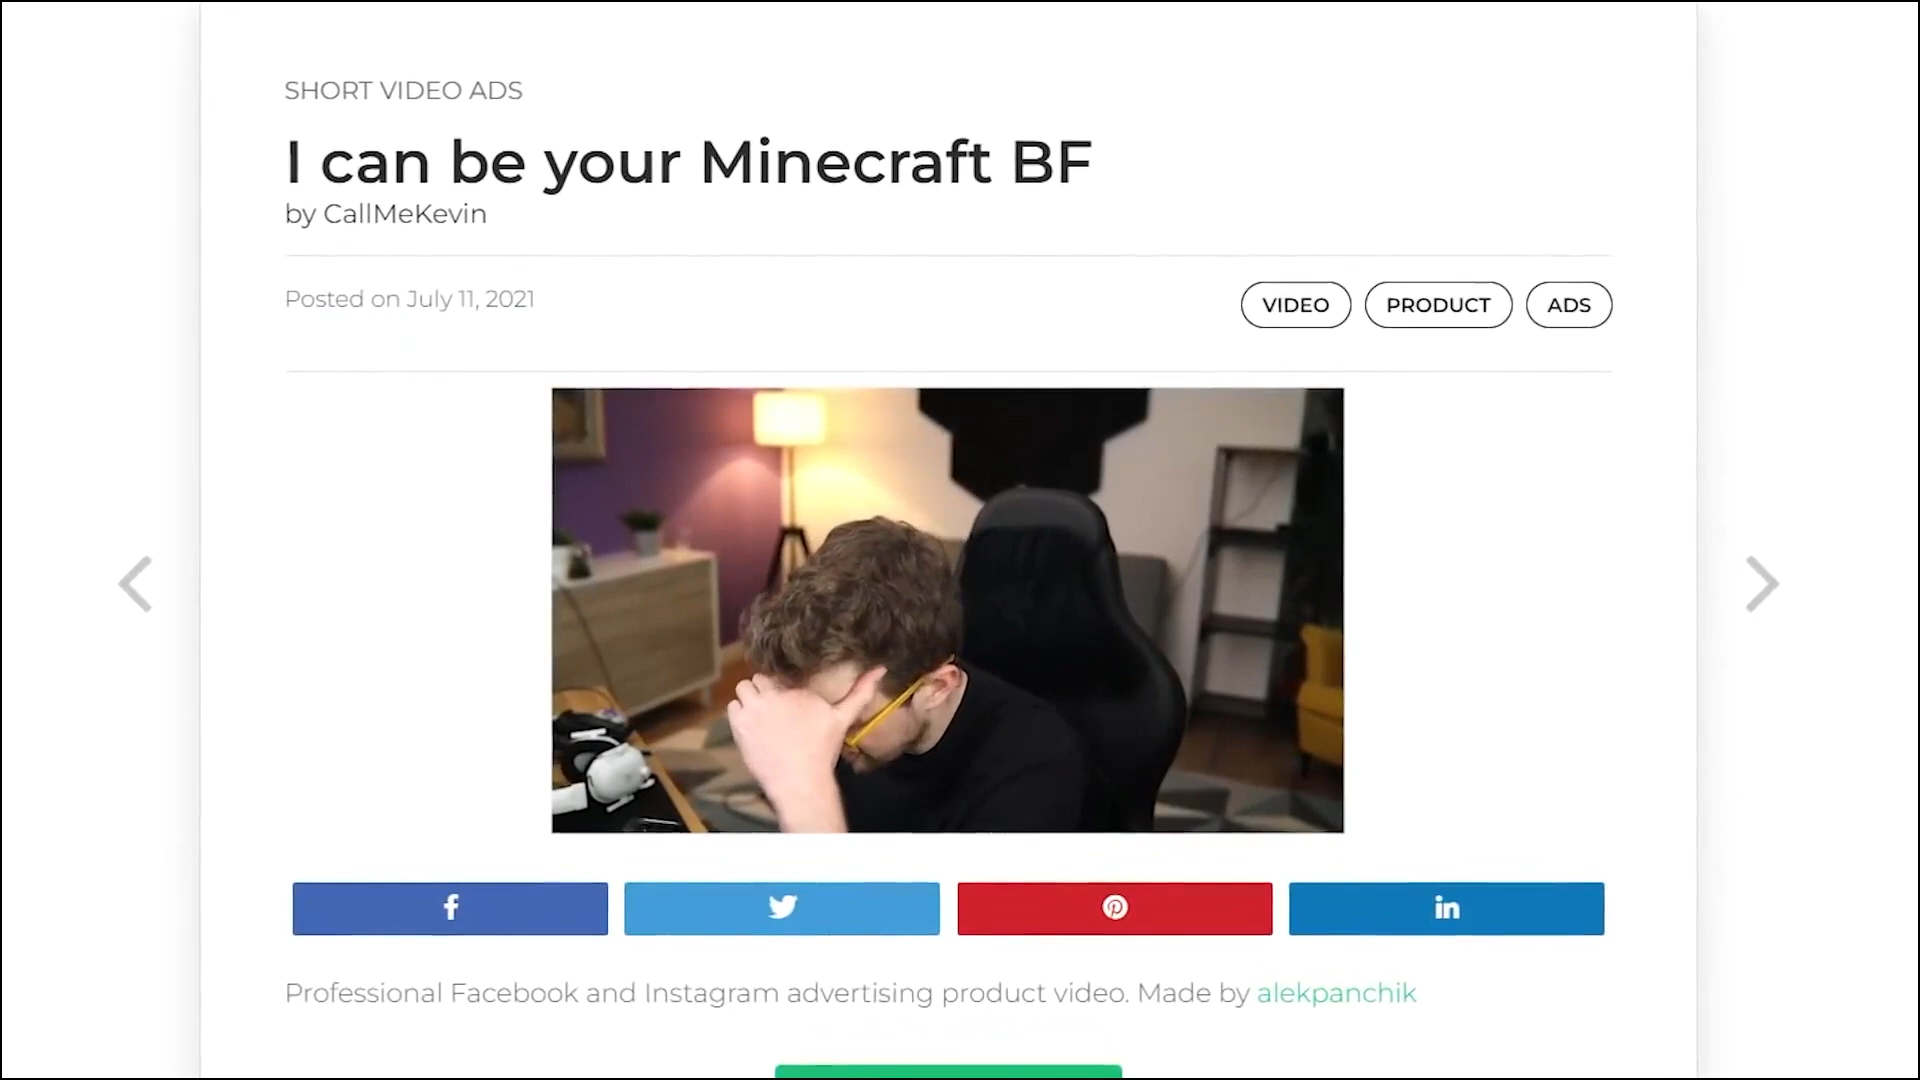 SHORT VIDEO ADS
I can be your Minecraft BF
by CallMeKevin
Posted on July 11, 2021
VIDEO PRODUCT ADS
Professional Facebook and Instagram advertising product video. Made by alekpanchik